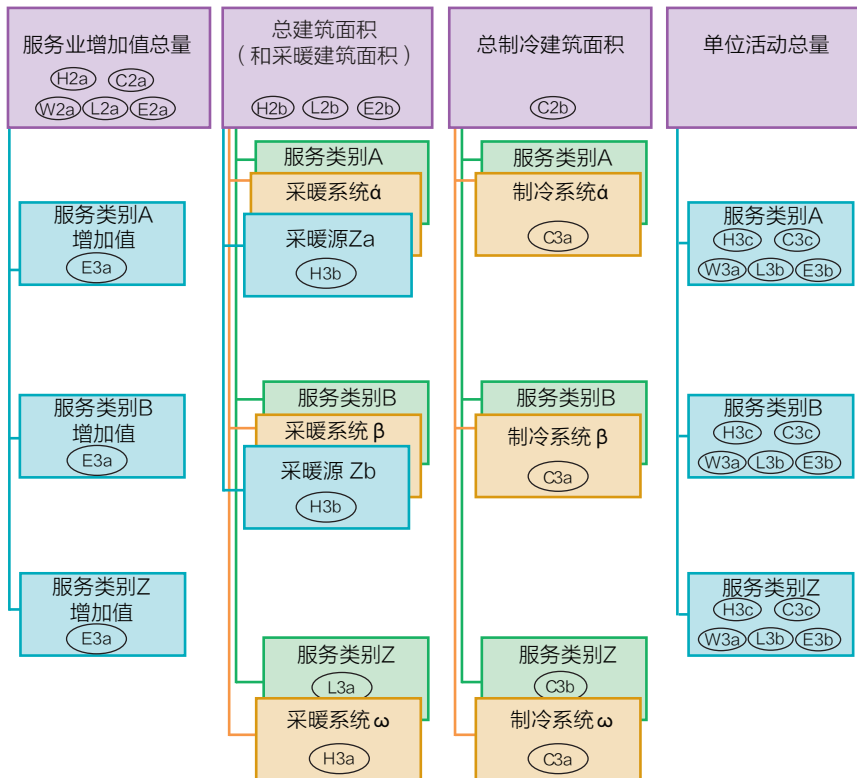 服务业增加值总量
H2a C2a
W2a L2a E2a
服务类别A
增加值
E3a
服务类别B
增加值
E3a
服务类别Z
增加值
E3a
总建筑面积
（和采暖建筑面积）
H2b L2b E2b
服务类别A
采暖系统ά
采暖源Za
H3b
服务类别B
采暖系统 β
采暖源 Zb
H3b
服务类别Z
L3a
采暖系统 ω
H3a
总制冷建筑面积
C2b
服务类别A
制冷系统ά
C3a
服务类别B
制冷系统 β
C3a
服务类别Z
C3b
制冷系统 ω
C3a
单位活动总量
服务类别A
H3c C3c
W3a L3b E3b
服务类别B
H3c C3c
W3a L3b E3b
服务类别Z
H3c C3c
W3a L3b E3b